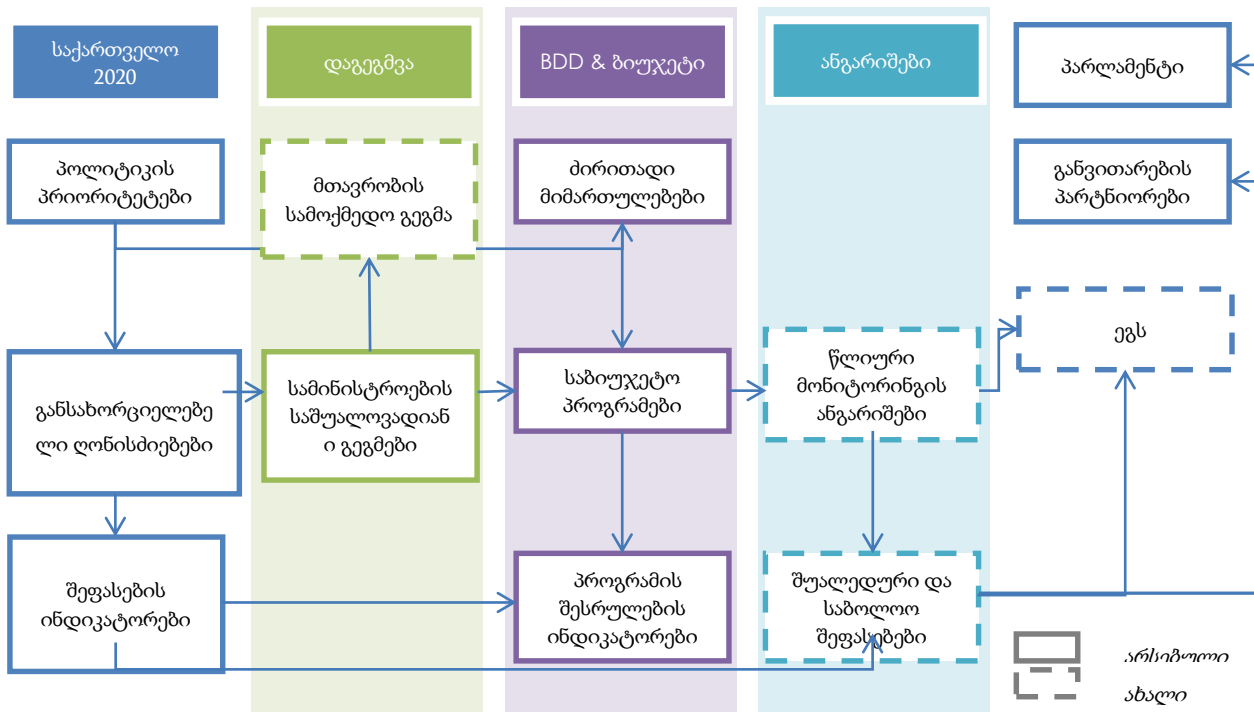 საქართველო
2020
დაგეგმვა
BDD & ბიუჯეტი
ანგარიშები
პარლამენტი
პოლიტიკის
პრიორიტეტები
მთავრობის
სამოქმედო გეგმა
ძირითადი
მიმართულებები
განვითარების
პარტნიორები
განსახორციელებე
ლი ღონისძიებები
სამინისტროების
საშუალოვადიან
ი გეგმები
საბიუჯეტო
პროგრამები
წლიური
მონიტორინგის
ანგარიშები
ეგს
შეფასების
ინდიკატორები
პროგრამის
შესრულების
ინდიკატორები
შუალედური და
საბოლოო
შეფასებები
არსებული
ახალი